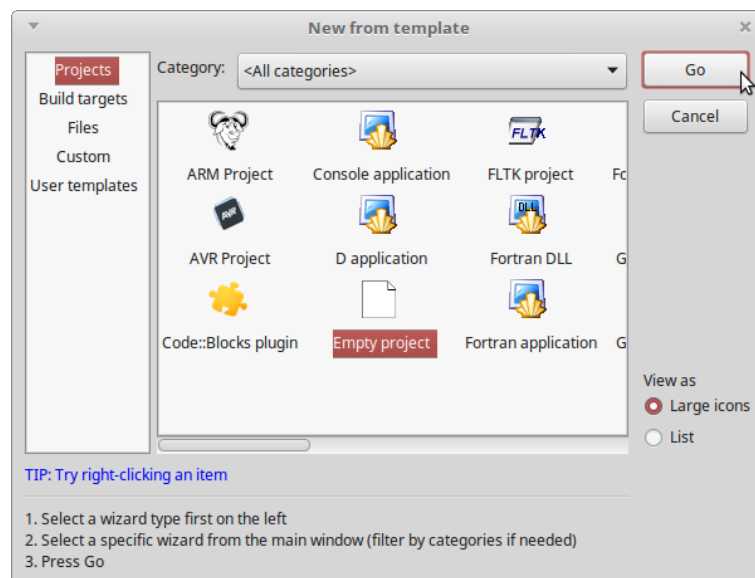 New from template
Projects
Build targets
Files
Custom
User templates
Category: <All categories>
Go
Cancel
ARM Project Console application FLTK project Fc
AVR Project D application Fortran DLL G
Code::Blocks plugin Empty project Fortran application G
FLTK
AVR
DLL
View as
Large icons
List
TIP: Try right-clicking an item
1. Select a wizard type first on the left
2. Select a specific wizard from the main window (filter by categories if needed)
3. Press Go